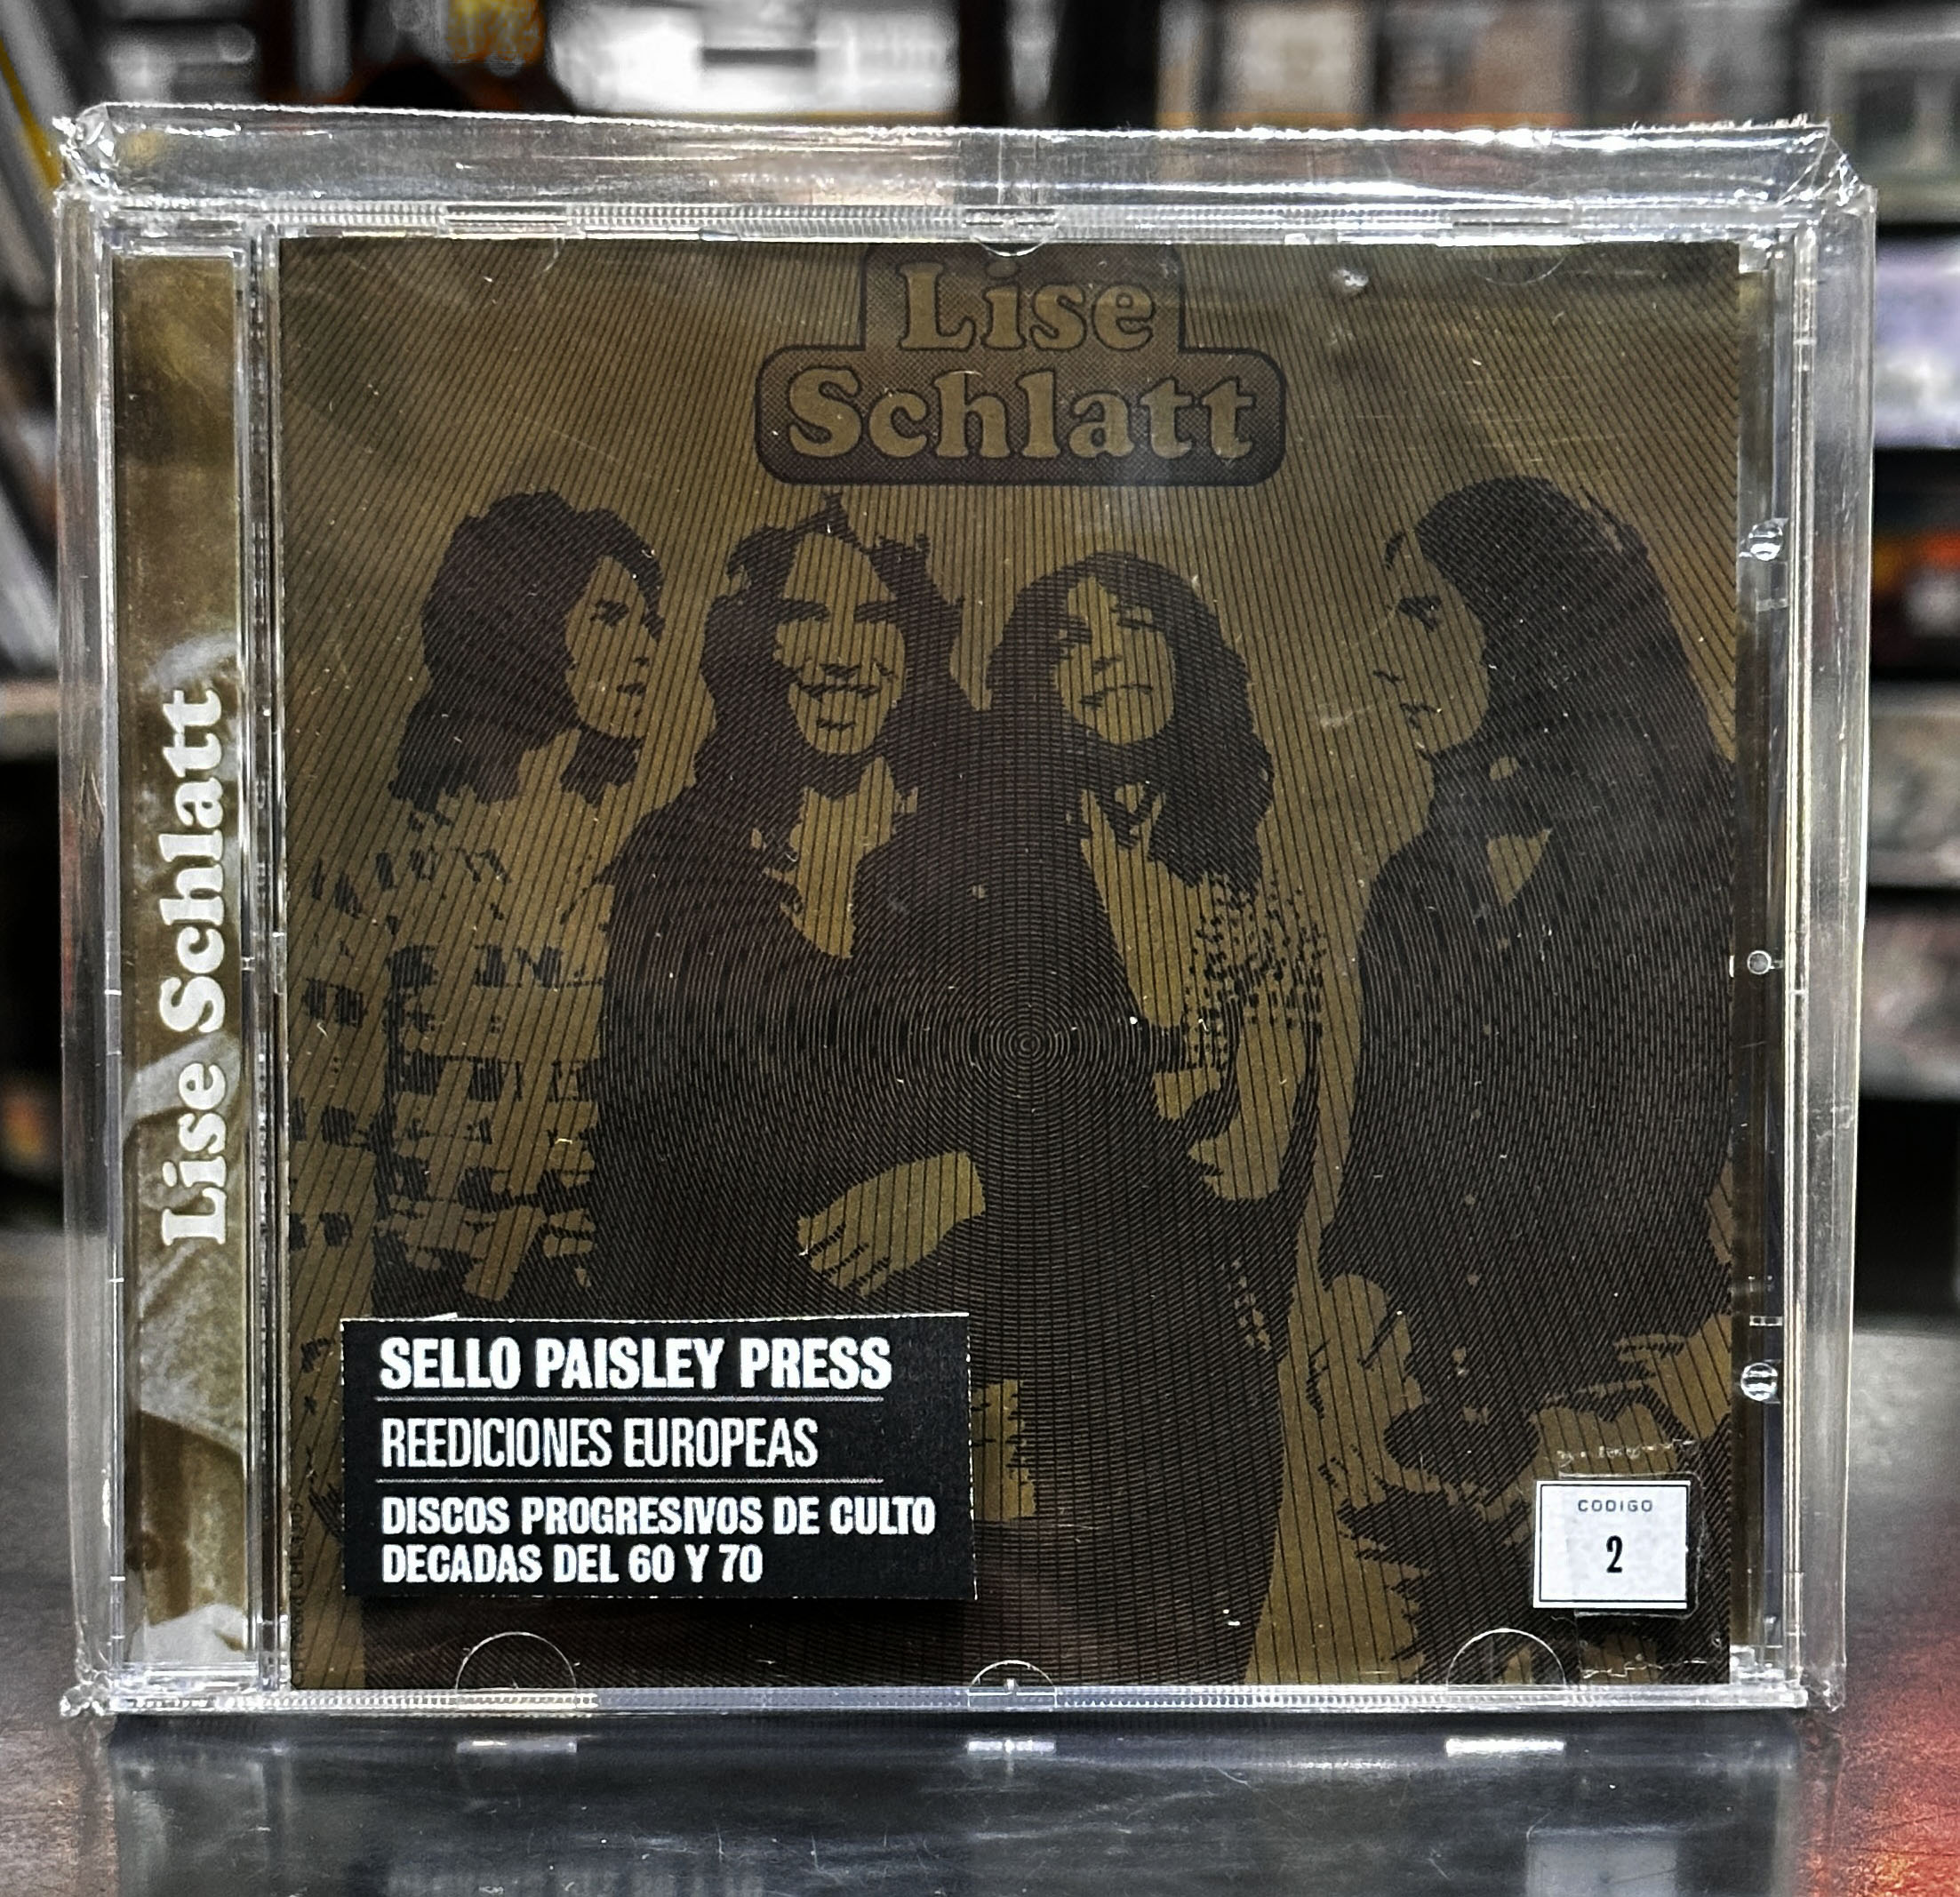 Lise
Schlatt
Lise Schlatt
SELLO PAISLEY PRESS
REEDICIONES EUROPEAS
DISCOS PROGRESIVOS DE CULTO
DECADAS DEL 60 Y 70
CODIGO
2